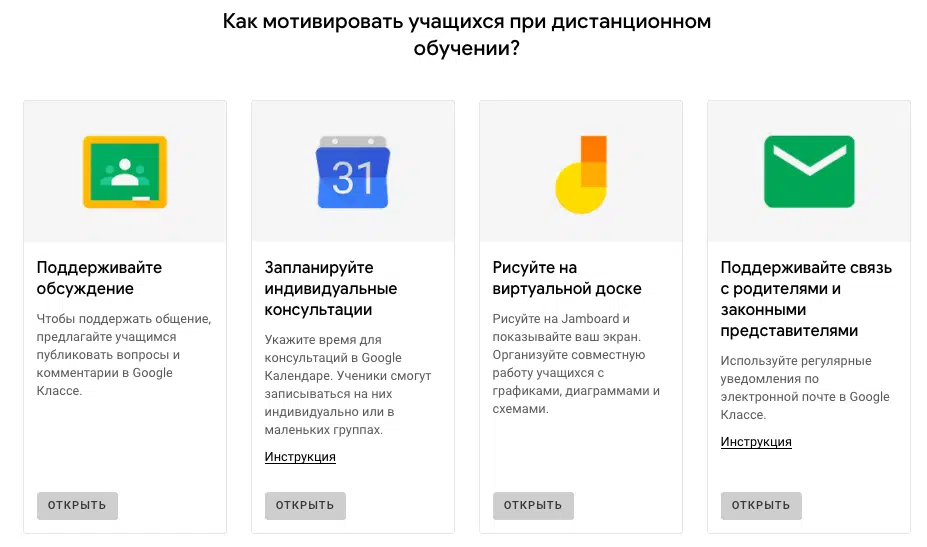 Как мотивировать учащихся при дистанционном
обучении?
31
Поддерживайте
обсуждение
Чтобы поддержать общение,
предлагайте учащимся
публиковать вопросы и
комментарии в Google
Классе.
ОТКРЫТЬ
Запланируйте
индивидуальные
консультации
Укажите время для
консультаций в Google
Календаре. Ученики смогут
записываться на них
индивидуально или в
маленьких группах.
Инструкция
ОТКРЫТЬ
Рисуйте на
виртуальной доске
Рисуйте на Jamboard и
показывайте ваш экран.
Организуйте совместную
работу учащихся с
графиками, диаграммами и
схемами.
ОТКРЫТЬ
Поддерживайте связь
с родителями и
законными
представителями
Используйте регулярные
уведомления по
электронной почте в Google
Классе.
Инструкция
ОТКРЫТЬ